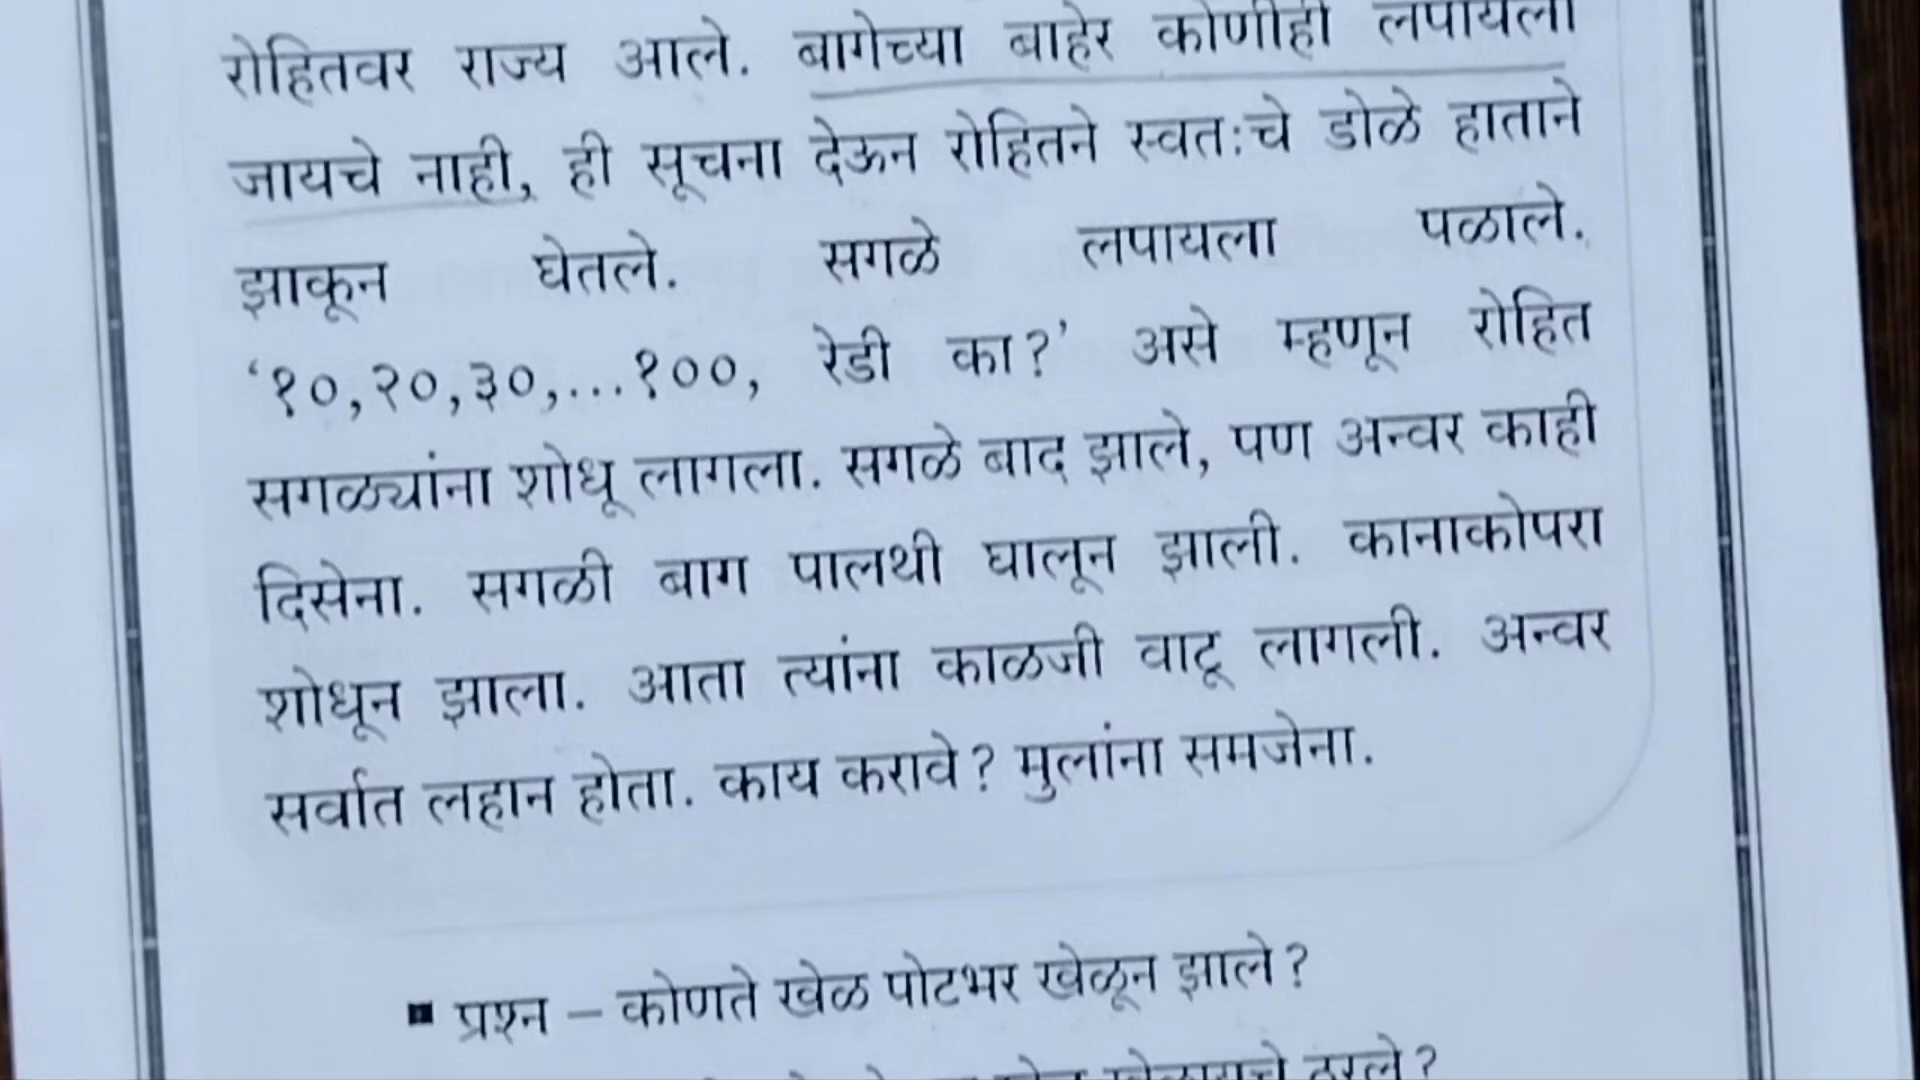 रोहितवर राज्य आले. बागेच्या बाहेर कोणीही लपायला
जायचे नाही, ही सूचना देऊन रोहितने स्वतःचे डोळे हाताने
झाकून घेतले. सगळे लपायला पळाले.
‘१०,२०,३०,...१००, रेडी का?’ असे म्हणून रोहित
सगळ्यांना शोधू लागला. सगळे बाद झाले, पण अन्वर काही
दिसेना. सगळी बाग पालथी घालून झाली. कानाकोपरा
शोधून झाला. आता त्यांना काळजी वाटू लागली. अन्वर
सर्वात लहान होता. काय करावे? मुलांना समजेना.
▪ प्रश्न – कोणते खेळ पोटभर खेळून झाले?
खेळायचे ठरले?